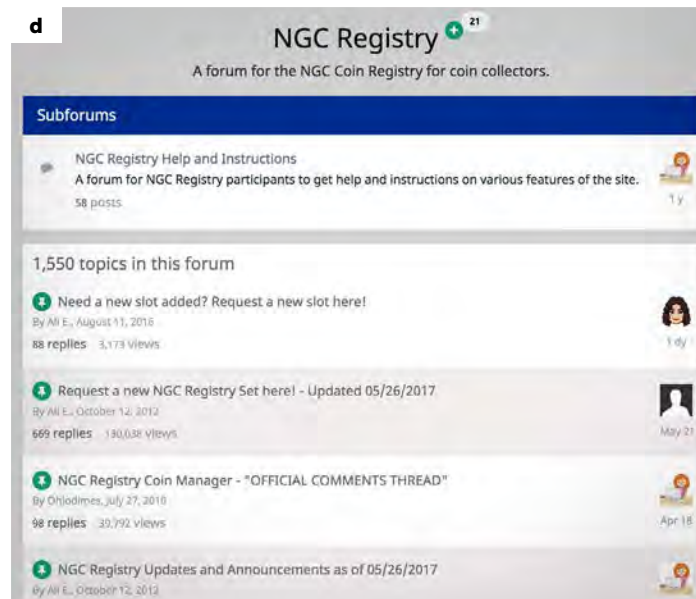 d
NGC Registry 21
A forum for the NGC Coin Registry for coin collectors.
Subforums
NGC Registry Help and Instructions
A forum for NGC Registry participants to get help and instructions on various features of the site.
58 posts
1 y
1,550 topics in this forum
Need a new slot added? Request a new slot here!
By Ali E., August 11, 2016
88 replies 3,173 views
1 dy
Request a new NGC Registry Set here! - Updated 05/26/2017
By Ali E., October 12, 2012
669 replies 130,038 views
May 21
NGC Registry Coin Manager - "OFFICIAL COMMENTS THREAD"
By Ohlodimes, July 27, 2010
98 replies 39,792 views
Apr 18
NGC Registry Updates and Announcements as of 05/26/2017
By Ali E., October 12, 2012